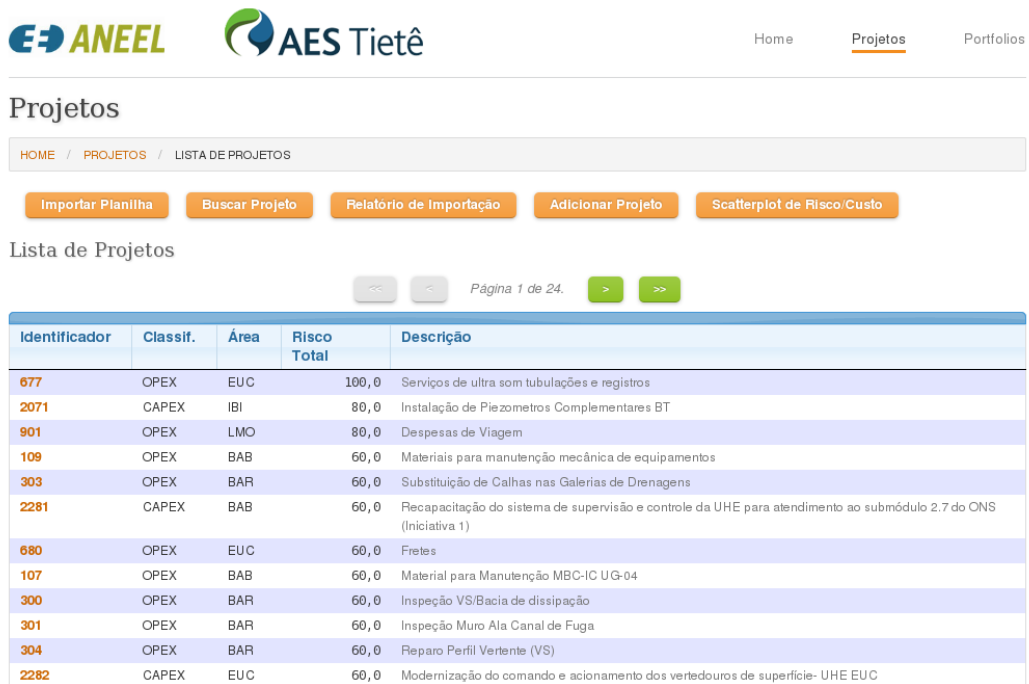 ANEEL AES Tietê Home Projetos Portfolios
Projetos
HOME / PROJETOS / LISTA DE PROJETOS
Importar Planilha Buscar Projeto Relatório de Importação Adicionar Projeto Scatterplot de Risco/Custo
Lista de Projetos
<< < Página 1 de 24. > >>
Identificador Classif. Área Risco Total Descrição
677 OPEX EUC 100,0 Serviços de ultra som tubulações e registros
2071 CAPEX IBI 80,0 Instalação de Piezometros Complementares BT
901 OPEX LMO 80,0 Despesas de Viagem
109 OPEX BAB 60,0 Materiais para manutenção mecânica de equipamentos
303 OPEX BAR 60,0 Substituição de Calhas nas Galerias de Drenagens
2281 CAPEX BAB 60,0 Recapacitação do sistema de supervisão e controle da UHE para atendimento ao submódulo 2.7 do ONS
(Iniciativa 1)
680 OPEX EUC 60,0 Fretes
107 OPEX BAB 60,0 Material para Manutenção MBC-IC UG-04
300 OPEX BAR 60,0 Inspeção VS/Bacia de dissipação
301 OPEX BAR 60,0 Inspeção Muro Ala Canal de Fuga
304 OPEX BAR 60,0 Reparo Perfil Vertente (VS)
2282 CAPEX EUC 60,0 Modernização do comando e acionamento dos vertedouros de superfície- UHE EUC